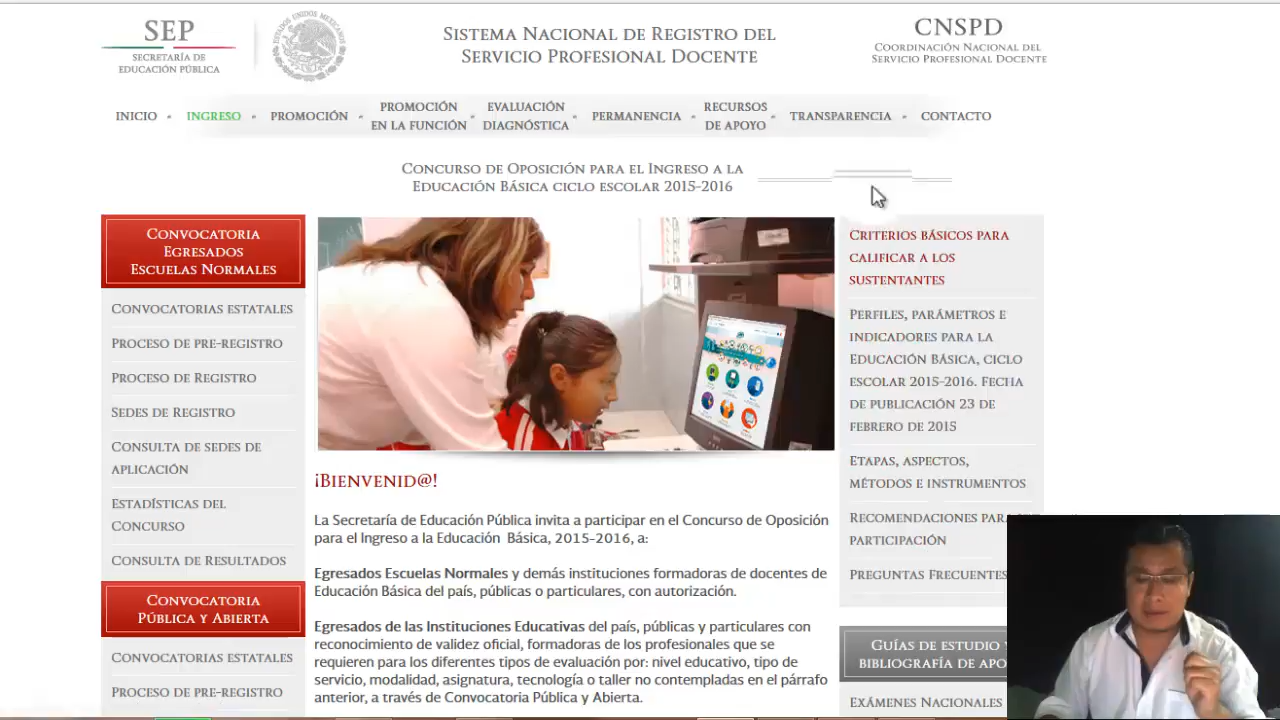 SEP
SECRETARÍA DE
EDUCACIÓN PÚBLICA
ESTADOS UNIDOS MEXICANOS
SISTEMA NACIONAL DE REGISTRO DEL
SERVICIO PROFESIONAL DOCENTE
CNSPD
COORDINACIÓN NACIONAL DEL
SERVICIO PROFESIONAL DOCENTE
INICIO
INGRESO
PROMOCIÓN
PROMOCIÓN
EN LA FUNCIÓN
EVALUACIÓN
DIAGNÓSTICA
PERMANENCIA
RECURSOS
DE APOYO
TRANSPARENCIA
CONTACTO
CONCURSO DE OPOSICIÓN PARA EL INGRESO A LA
EDUCACIÓN BÁSICA CICLO ESCOLAR 2015-2016
CONVOCATORIA
EGRESADOS
ESCUELAS NORMALES
CONVOCATORIAS ESTATALES
PROCESO DE PRE-REGISTRO
PROCESO DE REGISTRO
SEDES DE REGISTRO
CONSULTA DE SEDES DE
APLICACIÓN
ESTADÍSTICAS DEL
CONCURSO
CONSULTA DE RESULTADOS
CONVOCATORIA
PÚBLICA Y ABIERTA
CONVOCATORIAS ESTATALES
PROCESO DE PRE-REGISTRO
¡BIENVENID@!
La Secretaría de Educación Pública invita a participar en el Concurso de Oposición
para el Ingreso a la Educación Básica, 2015-2016, a:
Egresados Escuelas Normales y demás instituciones formadoras de docentes de
Educación Básica del país, públicas o particulares, con autorización.
Egresados de las Instituciones Educativas del país, públicas y particulares con
reconocimiento de validez oficial, formadoras de los profesionales que se
requieren para los diferentes tipos de evaluación por: nivel educativo, tipo de
servicio, modalidad, asignatura, tecnología o taller no contempladas en el párrafo
anterior, a través de Convocatoria Pública y Abierta.
CRITERIOS BÁSICOS PARA
CALIFICAR A LOS
SUSTENTANTES
PERFILES, PARÁMETROS E
INDICADORES PARA LA
EDUCACIÓN BÁSICA, CICLO
ESCOLAR 2015-2016. FECHA
DE PUBLICACIÓN 23 DE
FEBRERO DE 2015
ETAPAS, ASPECTOS,
MÉTODOS E INSTRUMENTOS
RECOMENDACIONES PARA
PARTICIPACIÓN
PREGUNTAS FRECUENTES
GUÍAS DE ESTUDIO Y
BIBLIOGRAFÍA DE APO
EXÁMENES NACIONALES